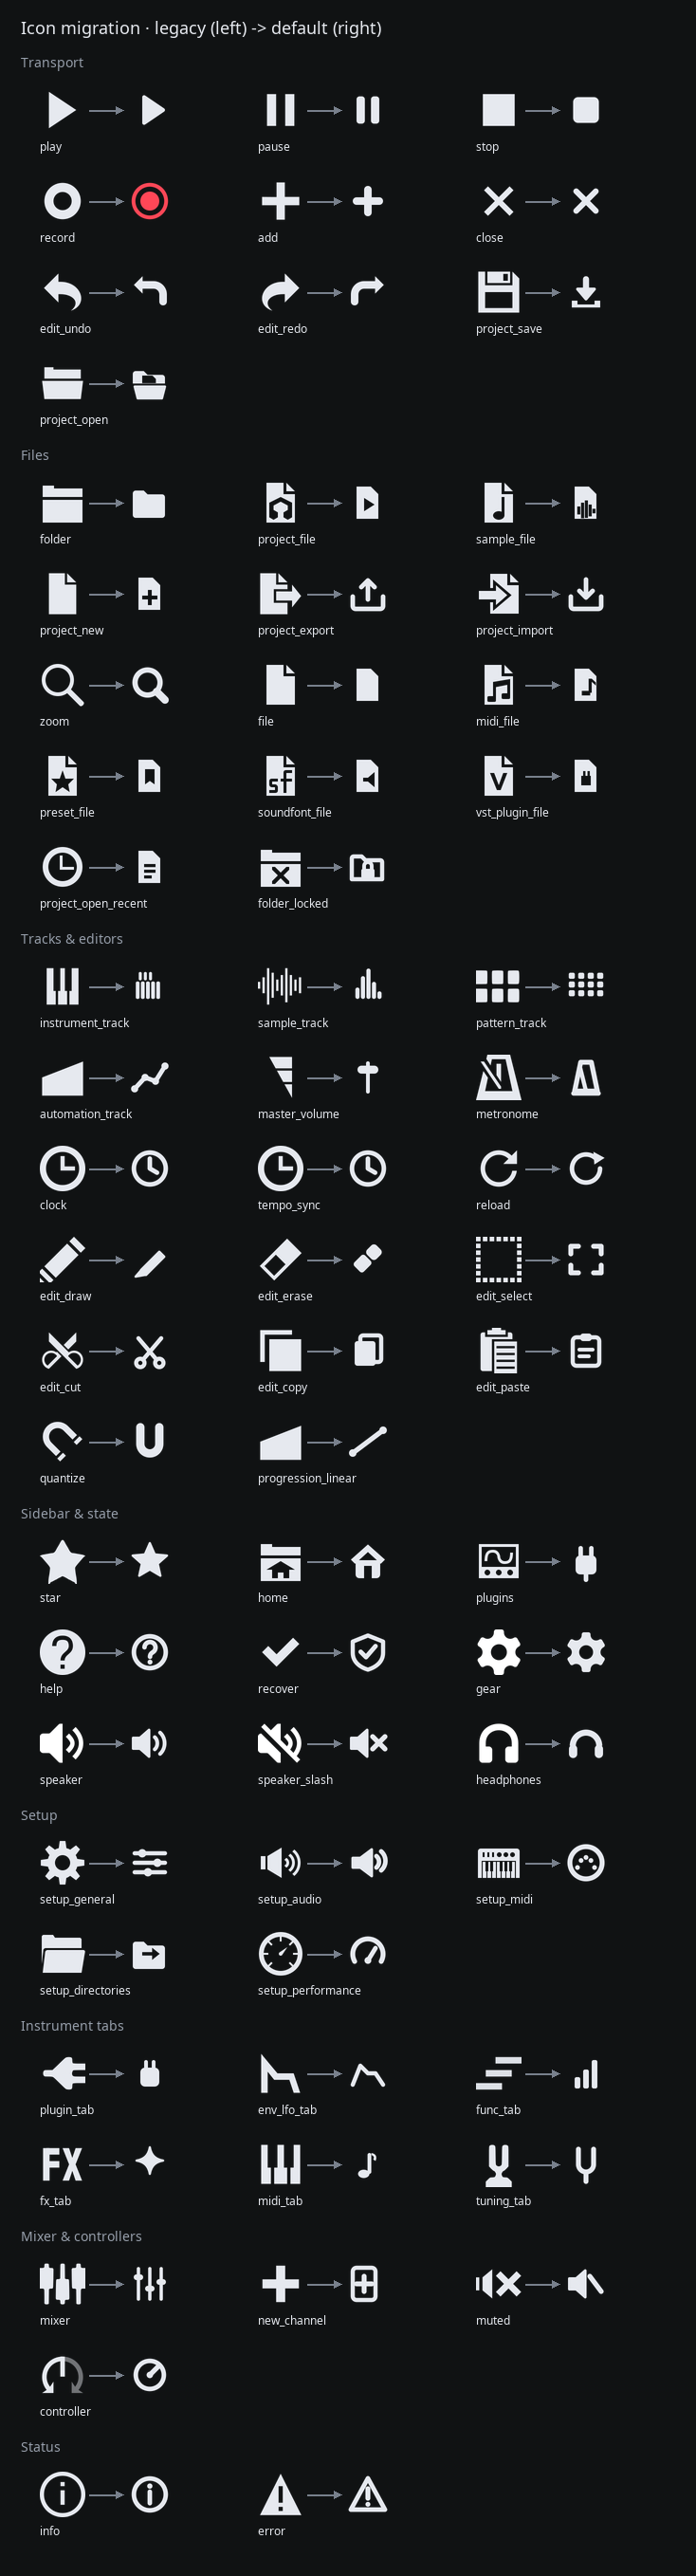 Icon migration · legacy (left) -> default (right)
Transport
play pause stop
record add close
edit_undo edit_redo project_save
project_open
Files
folder project_file sample_file
project_new project_export project_import
zoom file midi_file
preset_file soundfont_file vst_plugin_file
sf V
project_open_recent folder_locked
Tracks & editors
instrument_track sample_track pattern_track
automation_track master_volume metronome
clock tempo_sync reload
edit_draw edit_erase edit_select
edit_cut edit_copy edit_paste
quantize progression_linear
Sidebar & state
star home plugins
help recover gear
speaker speaker_slash headphones
Setup
setup_general setup_audio setup_midi
setup_directories setup_performance
Instrument tabs
plugin_tab env_lfo_tab func_tab
FX
fx_tab midi_tab tuning_tab
Mixer & controllers
mixer new_channel muted
controller
Status
info error